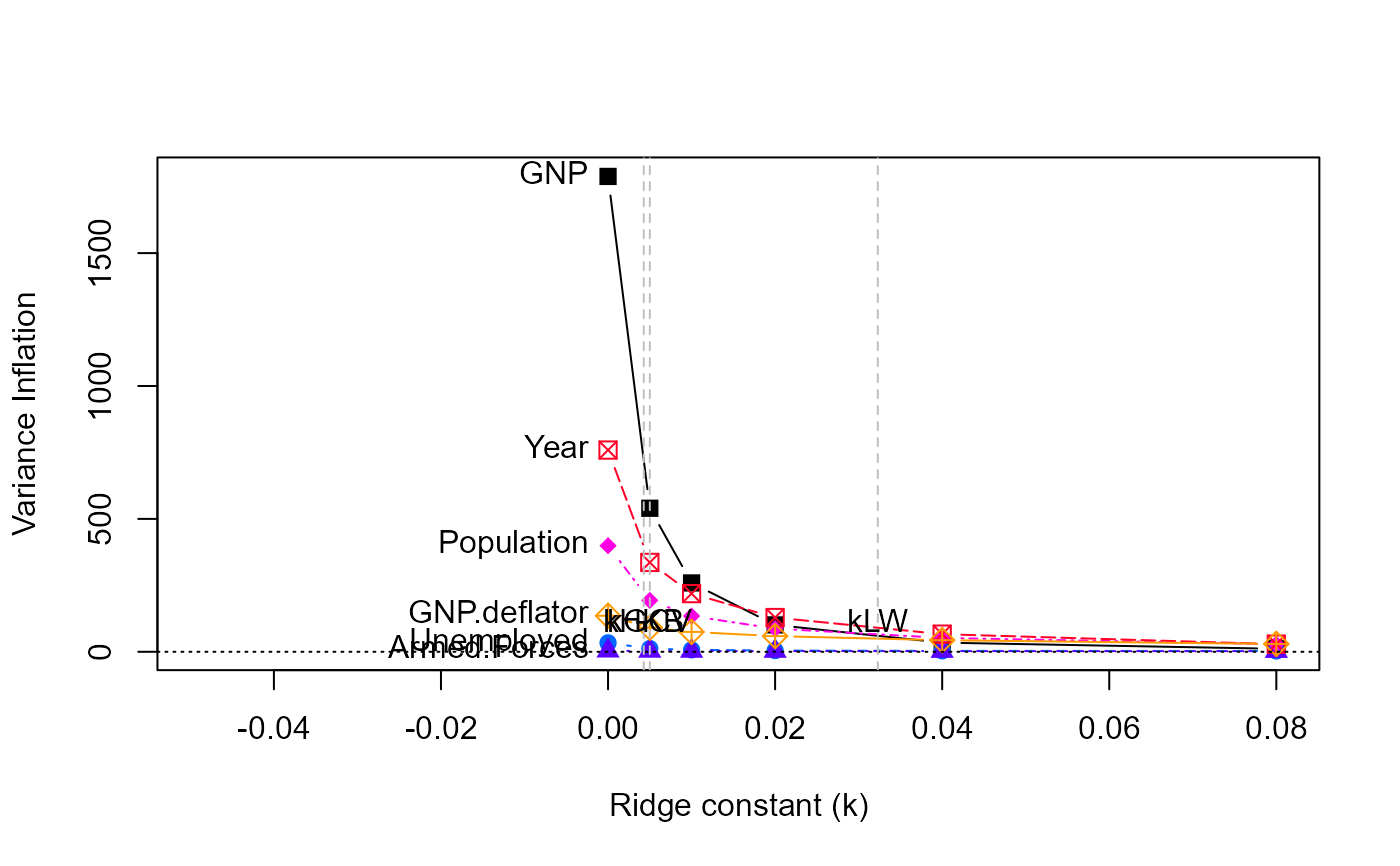 GNP
Year
Population
GNP.deflator
Unemployed
Armed.Forces
kLW
Variance Inflation
0
500
1000
1500
-0.04
-0.02
0.00
0.02
0.04
0.06
0.08
Ridge constant (k)